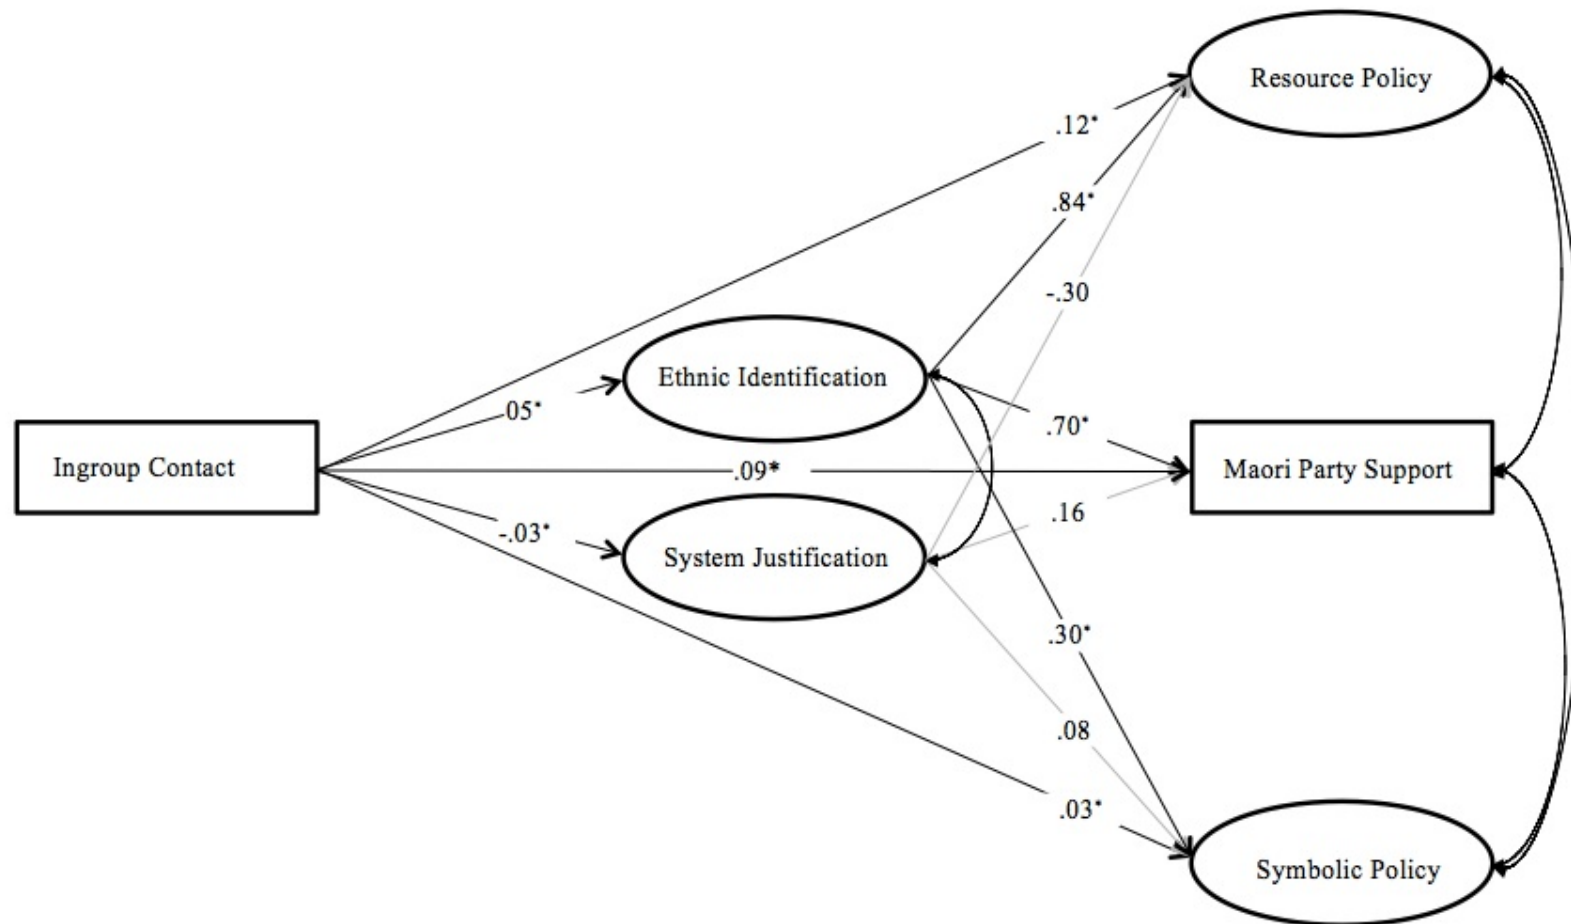 Resource Policy
.12*
.84*
-.30
Ethnic Identification
.05*
.70*
Ingroup Contact
.09*
Maori Party Support
.16
-.03*
System Justification
.30*
.08
.03*
Symbolic Policy